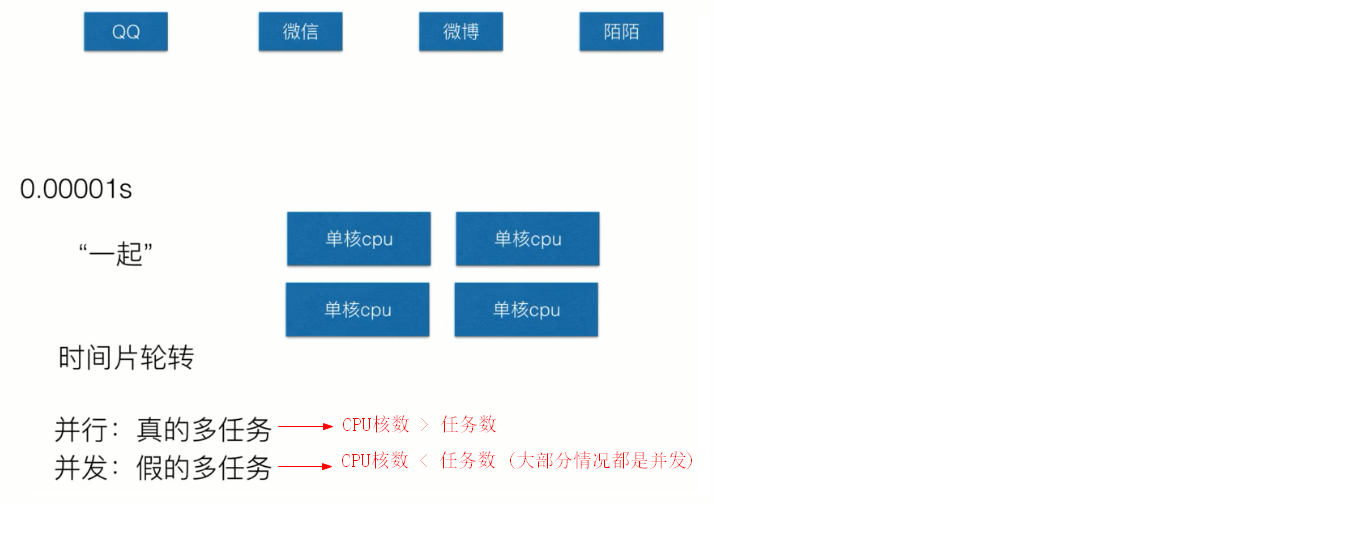 QQ 微信 微博 陌陌
0.00001s
“一起”
单核cpu 单核cpu
单核cpu 单核cpu
时间片轮转
并行：真的多任务 CPU核数 > 任务数
并发：假的多任务 CPU核数 < 任务数 (大部分情况都是并发)